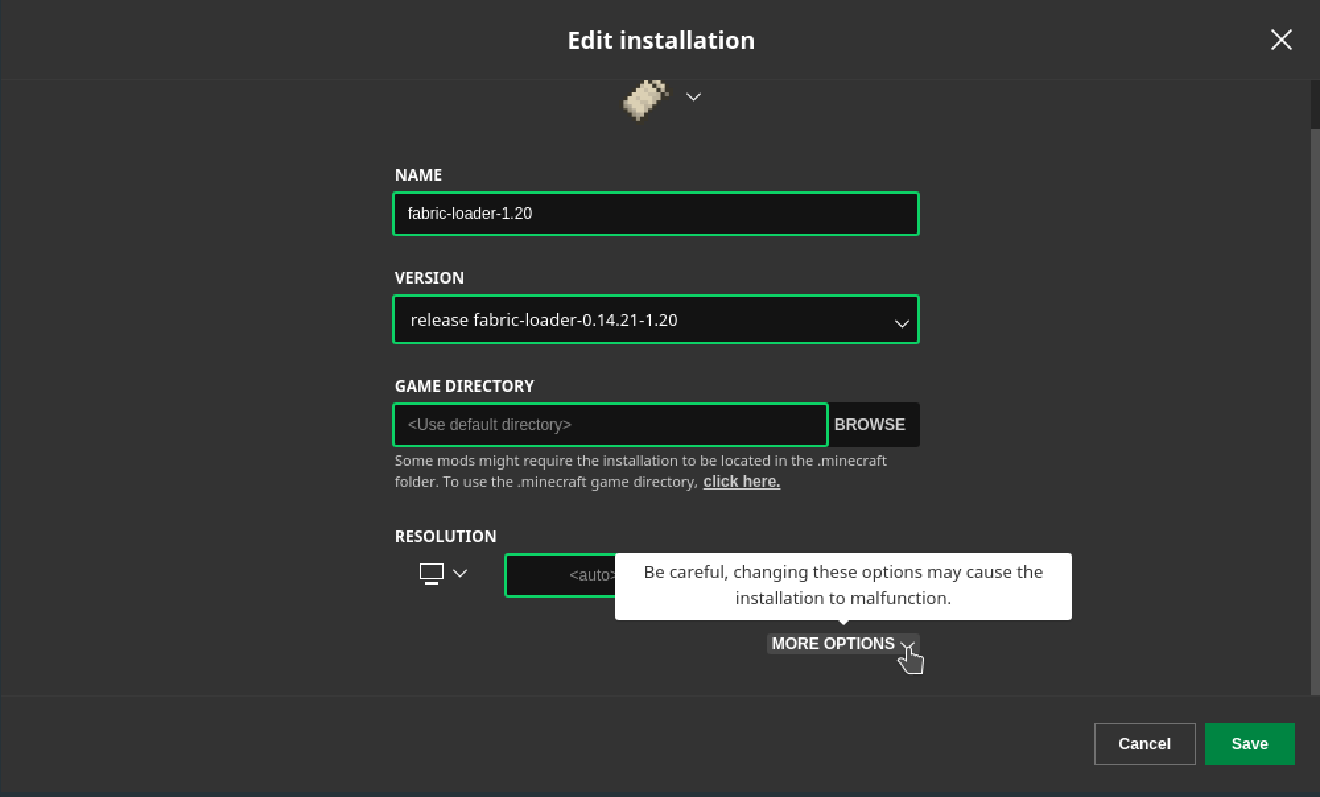 Edit installation
NAME
fabric-loader-1.20
VERSION
release fabric-loader-0.14.21-1.20
GAME DIRECTORY
<Use default directory>
BROWSE
Some mods might require the installation to be located in the .minecraft
folder. To use the .minecraft game directory, click here.
RESOLUTION
<auto>
Be careful, changing these options may cause the
installation to malfunction.
MORE OPTIONS
Cancel
Save